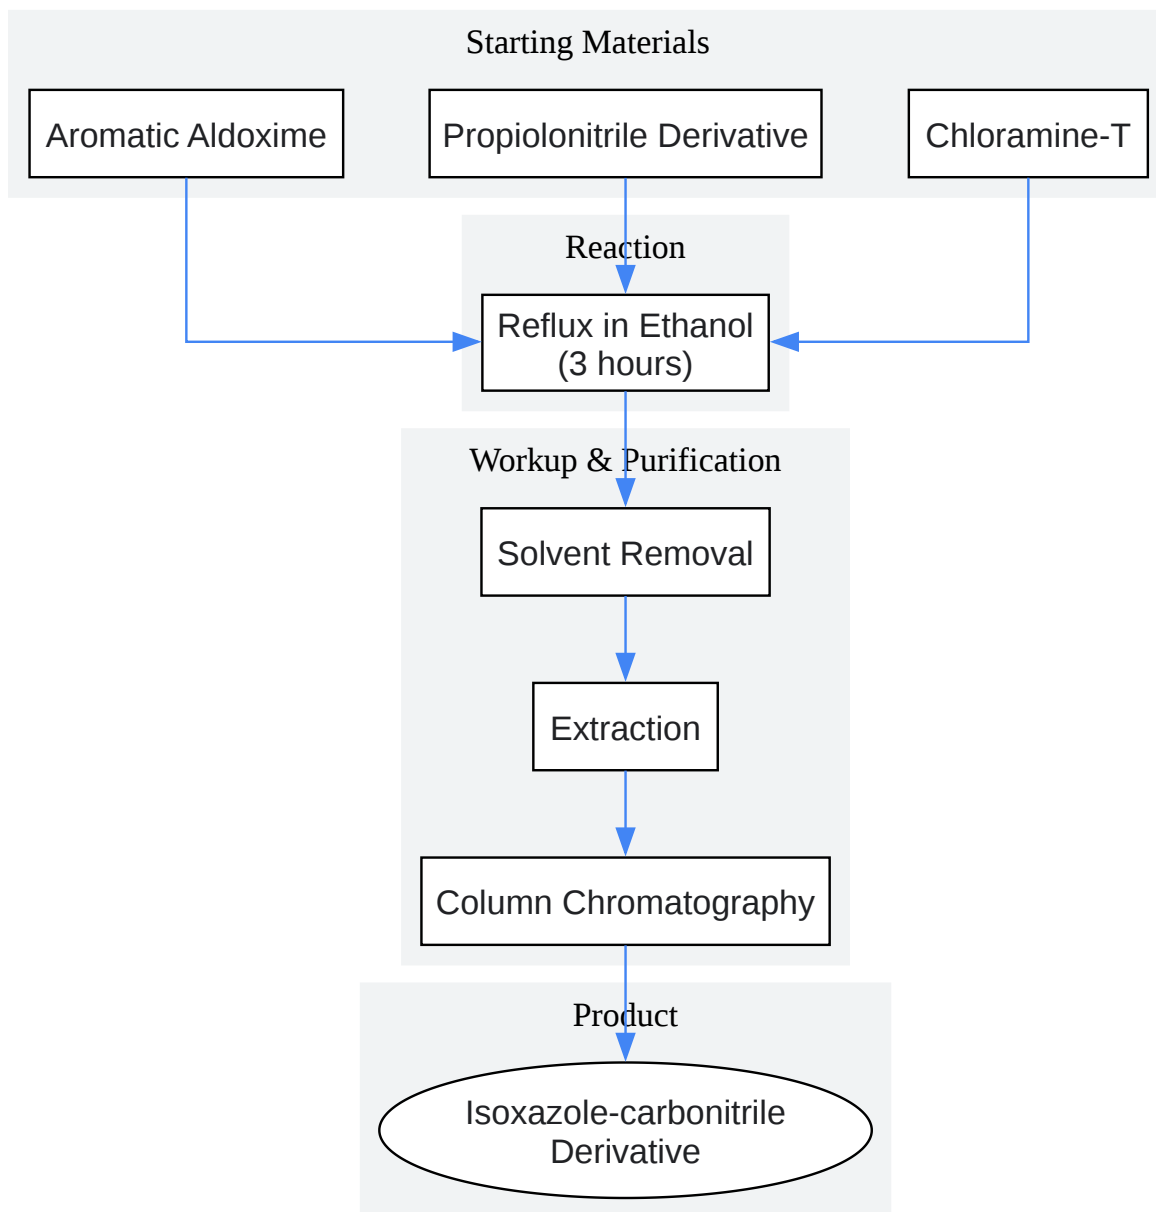 Starting Materials
Aromatic Aldoxime
Propiolonitrile Derivative
Chloramine-T
Reaction
Reflux in Ethanol
(3 hours)
Workup & Purification
Solvent Removal
Extraction
Column Chromatography
Product
Isoxazole-carbonitrile
Derivative